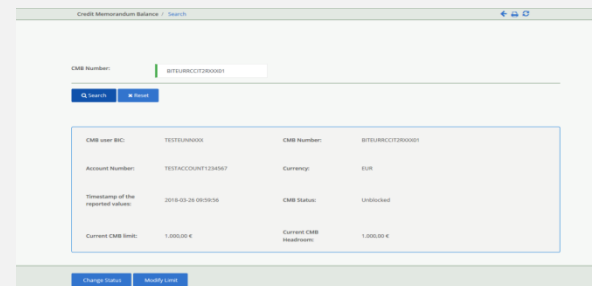 Credit Memorandum Balance / Search
CMB Number: BITEURRCCIT2RXXX01
Search Reset
CMB user BIC: TESTEUNNXXX CMB Number: BITEURRCCIT2RXXX01
Account Number: TESTACCOUNT1234567 Currency: EUR
Timestamp of the
reported values: 2018-03-26 09:59:56 CMB Status: Unblocked
Current CMB limit: 1.000,00 € Current CMB
Headroom: 1.000,00 €
Change Status Modify Limit